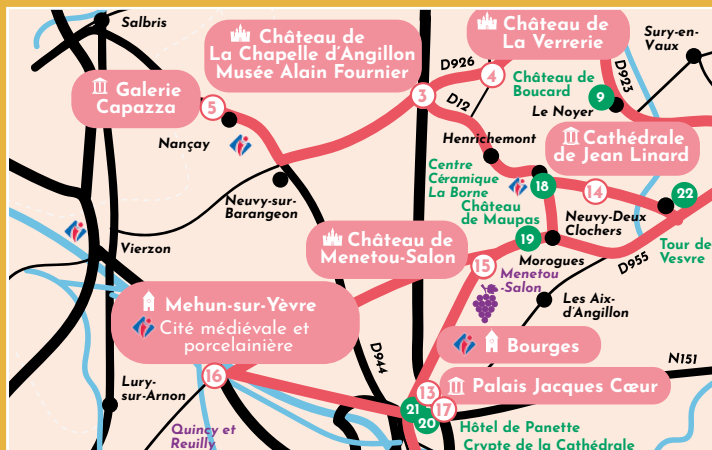 Salbris
Château de
La Chapelle d'Angillon
Musée Alain Fournier
Château de
La Verrerie
Sury-en-
Vaux
D926
D923
4
3
D12
Château de
Boucard
9
Le Noyer
Galerie
Capazza
5
Nançay
Henrichemont
Cathédrale
de Jean Linard
Centre
Céramique
La Borne
18
14
22
Neuvy-sur-
Barangeon
Château
de Maupas
Neuvy-Deux
Clochers
Tour de
Vesvre
Vierzon
Château de
Menetou-Salon
19
Morogues
D955
15
Menetou
-Salon
Les Aix-
d'Angillon
Mehun-sur-Yèvre
Cité médiévale et
porcelainière
D944
Bourges
N151
16
Lury-
sur-Arnon
Palais Jacques Cœur
13
17
21
20
Quincy et
Reuilly
Hôtel de Panette
Crypte de la Cathédrale